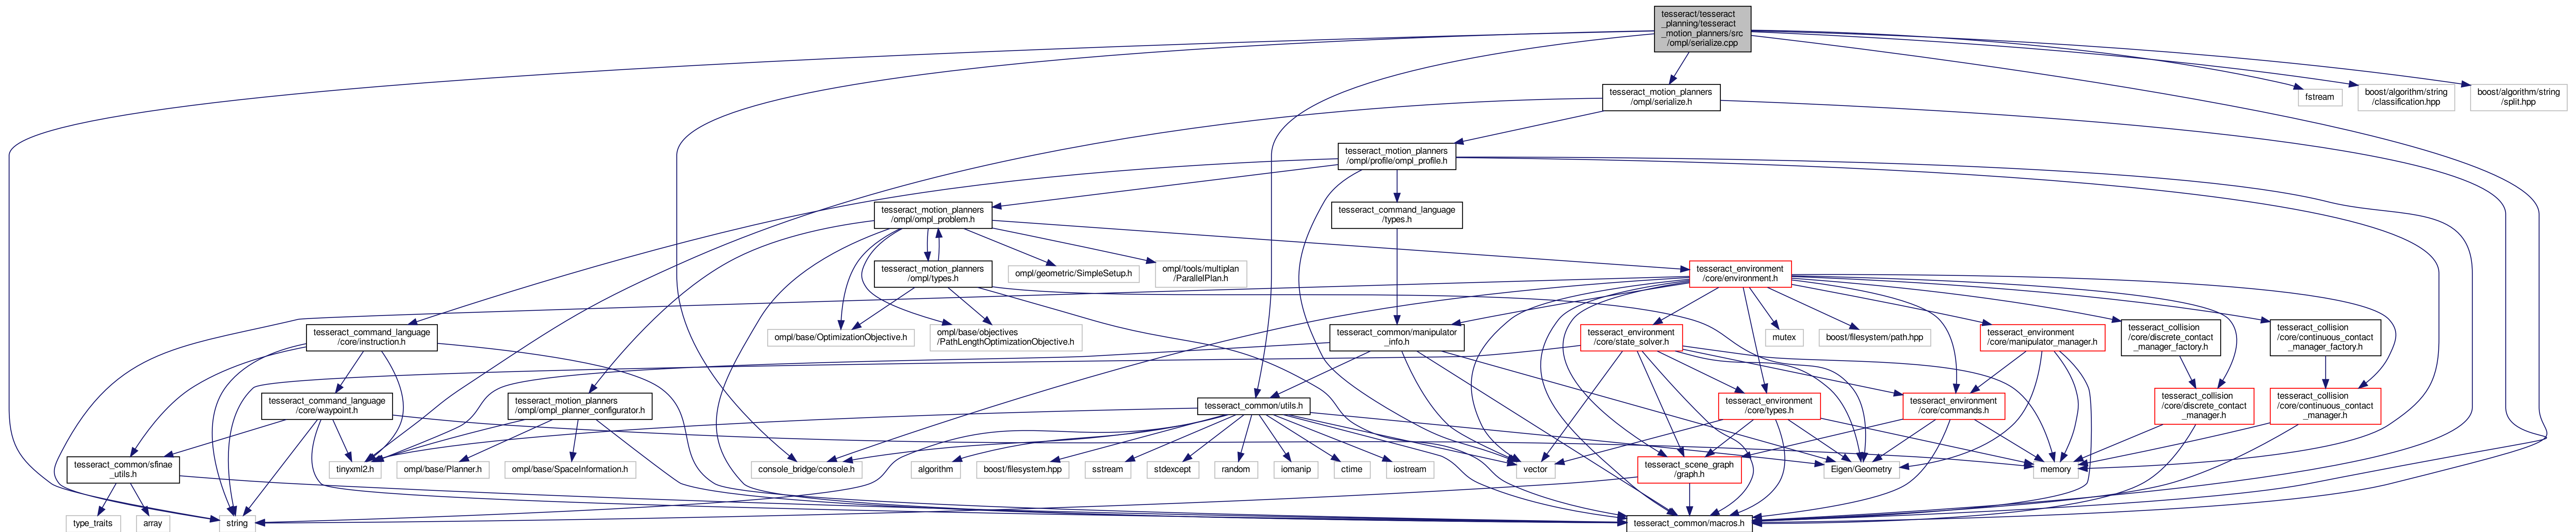 tesseract/tesseract
_planning/tesseract
_motion_planners/src
/ompl/serialize.cpp
tesseract_motion_planners
/ompl/serialize.h
fstream
boost/algorithm/string
/classification.hpp
boost/algorithm/string
/split.hpp
tesseract_motion_planners
/ompl/profile/ompl_profile.h
tesseract_motion_planners
/ompl/ompl_problem.h
tesseract_command_language
/types.h
tesseract_motion_planners
/ompl/types.h
ompl/geometric/SimpleSetup.h
ompl/tools/multiplan
/ParallelPlan.h
tesseract_environment
/core/environment.h
tesseract_command_language
/core/instruction.h
ompl/base/OptimizationObjective.h
ompl/base/objectives
/PathLengthOptimizationObjective.h
tesseract_common/manipulator
_info.h
tesseract_environment
/core/state_solver.h
mutex
boost/filesystem/path.hpp
tesseract_environment
/core/manipulator_manager.h
tesseract_collision
/core/discrete_contact
_manager_factory.h
tesseract_collision
/core/continuous_contact
_manager_factory.h
tesseract_command_language
/core/waypoint.h
tesseract_motion_planners
/ompl/ompl_planner_configurator.h
tesseract_common/utils.h
tesseract_environment
/core/types.h
tesseract_environment
/core/commands.h
tesseract_collision
/core/discrete_contact
_manager.h
tesseract_collision
/core/continuous_contact
_manager.h
tesseract_common/sfinae
_utils.h
tinyxml2.h
ompl/base/Planner.h
ompl/base/SpaceInformation.h
console_bridge/console.h
algorithm
boost/filesystem.hpp
sstream
stdexcept
random
iomanip
ctime
iostream
vector
tesseract_scene_graph
/graph.h
Eigen/Geometry
memory
type_traits
array
string
tesseract_common/macros.h